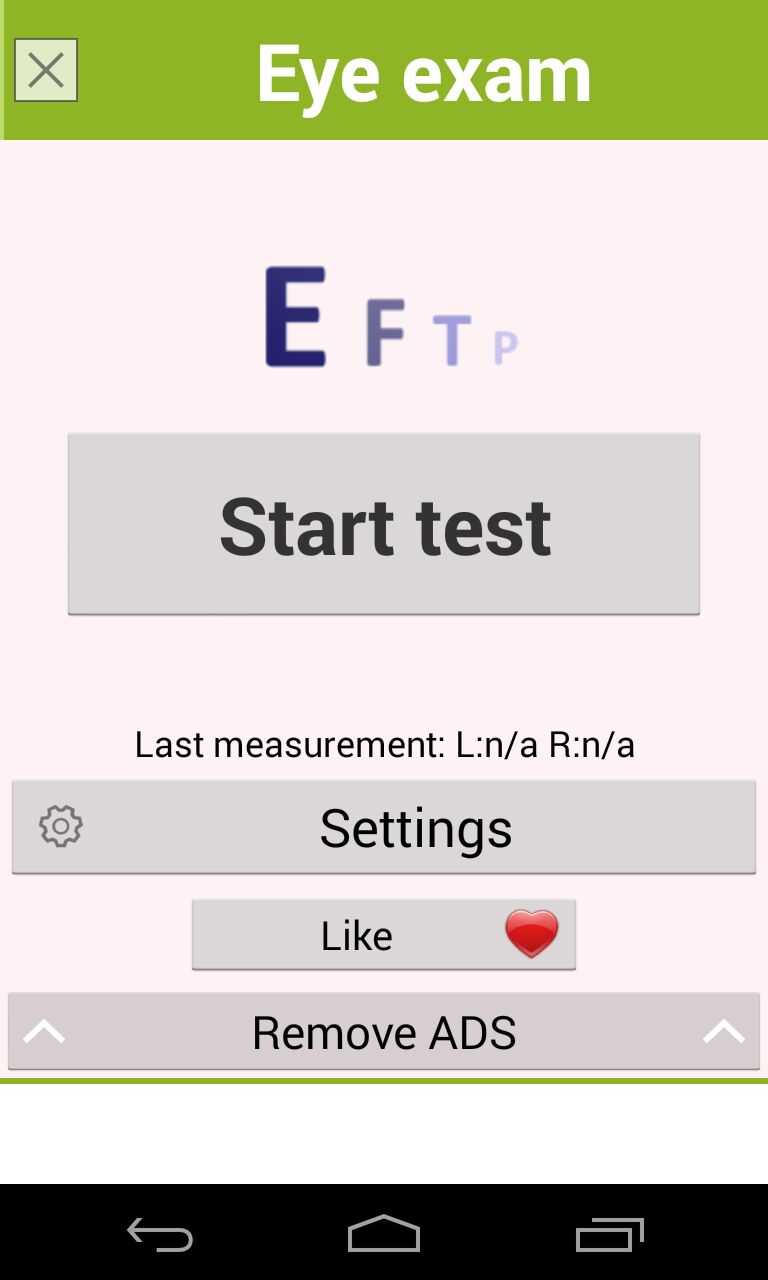 Eye exam
E F T P
Start test
Last measurement: L:n/a R:n/a
Settings
Like
Remove ADS